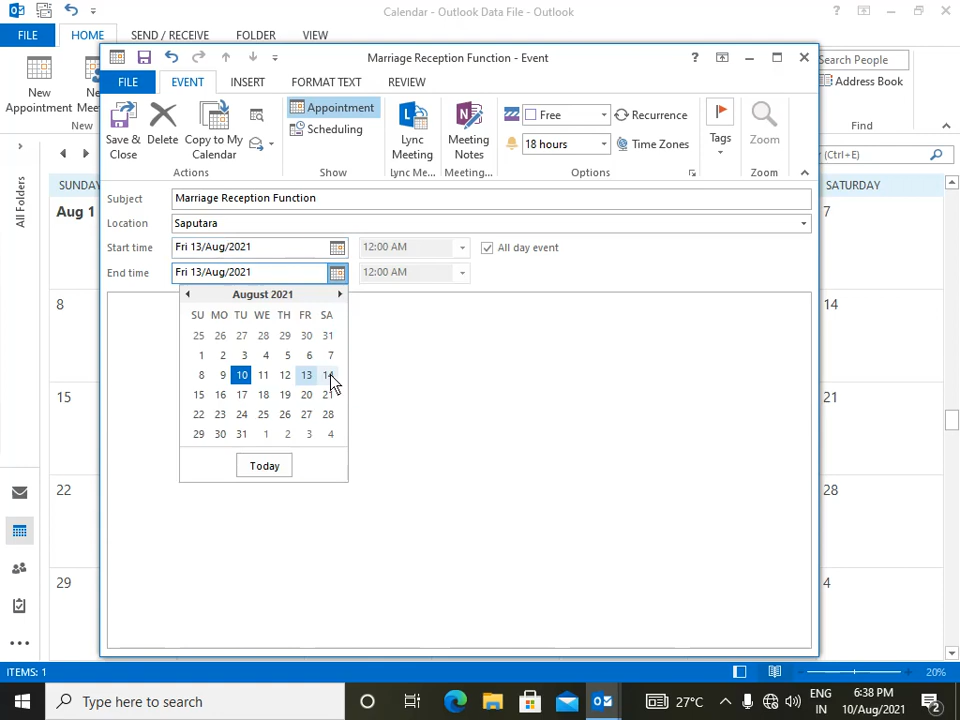 Calendar - Outlook Data File - Outlook
FILE HOME SEND / RECEIVE FOLDER VIEW
New Appointment
New
New
Search People
Address Book
Find
(Ctrl+E)
All Folders
SUNDAY SATURDAY
Aug 1 7
8 14
15 21
22 28
29 4
Marriage Reception Function - Event
FILE EVENT INSERT FORMAT TEXT REVIEW
Save & Close
Delete
Copy to My Calendar
Actions
Appointment
Scheduling
Show
Lync Meeting
Lync Me...
Meeting Notes
Meeting...
Free
18 hours
Recurrence
Time Zones
Options
Tags
Zoom
Zoom
Subject Marriage Reception Function
Location Saputara
Start time Fri 13/Aug/2021 12:00 AM All day event
End time Fri 13/Aug/2021 12:00 AM
August 2021
SU MO TU WE TH FR SA
25 26 27 28 29 30 31
1 2 3 4 5 6 7
8 9 10 11 12 13 14
15 16 17 18 19 20 21
22 23 24 25 26 27 28
29 30 31 1 2 3 4
Today
ITEMS: 1 20%
Type here to search
27°C
ENG
IN
6:38 PM
10/Aug/2021
2